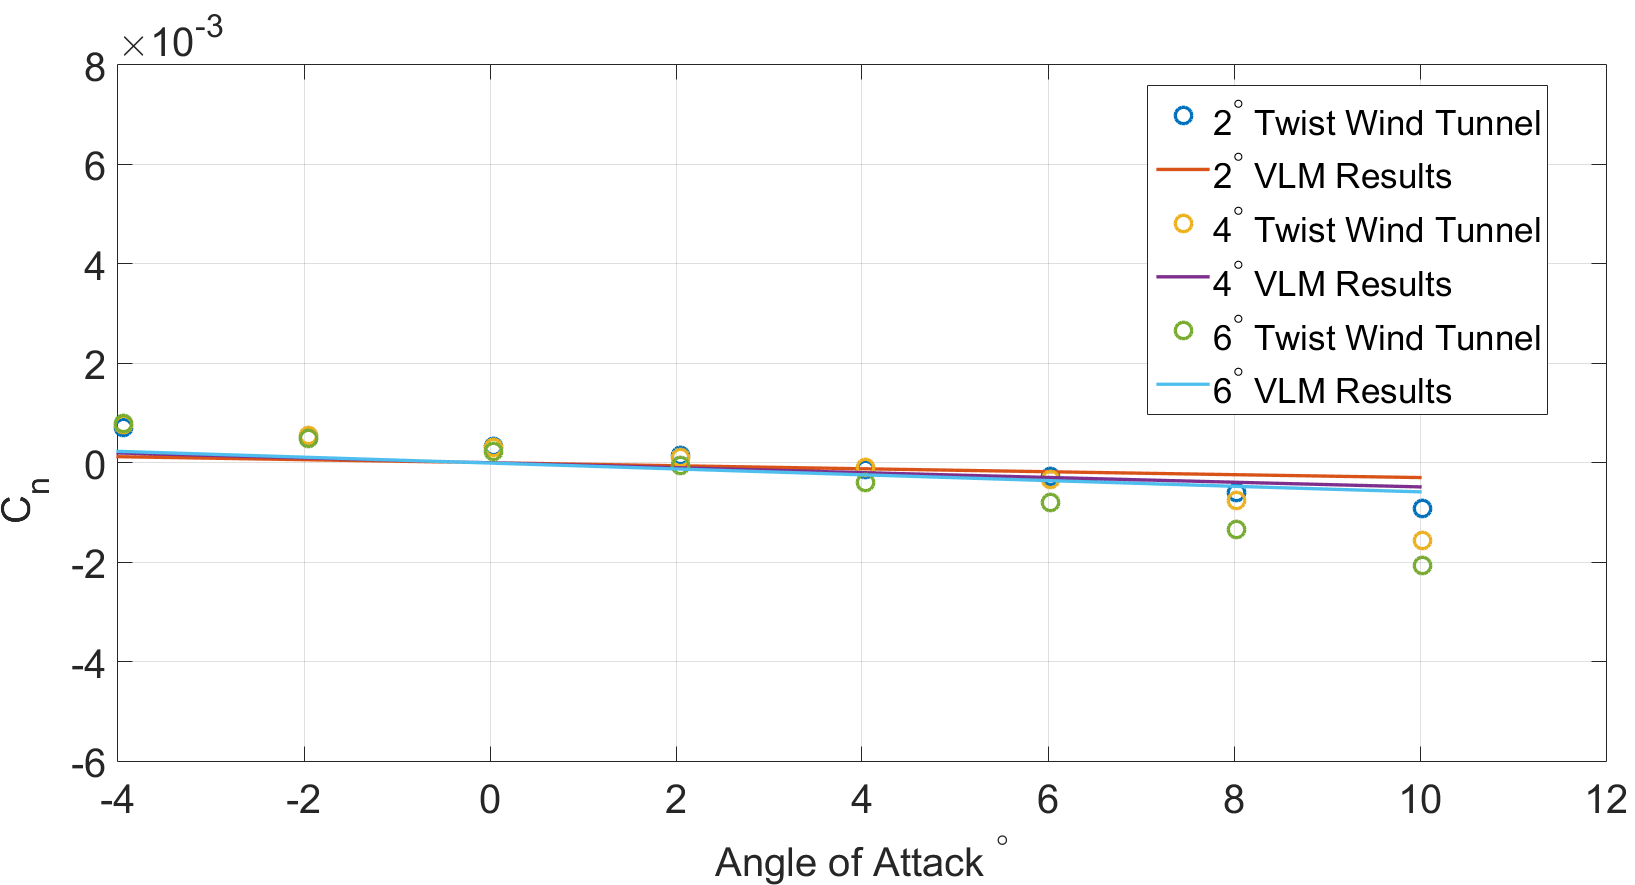 ×10⁻³
8
6
4
2
0
-2
-4
-6
Cₙ
-4 -2 0 2 4 6 8 10 12
Angle of Attack °
2° Twist Wind Tunnel
2° VLM Results
4° Twist Wind Tunnel
4° VLM Results
6° Twist Wind Tunnel
6° VLM Results